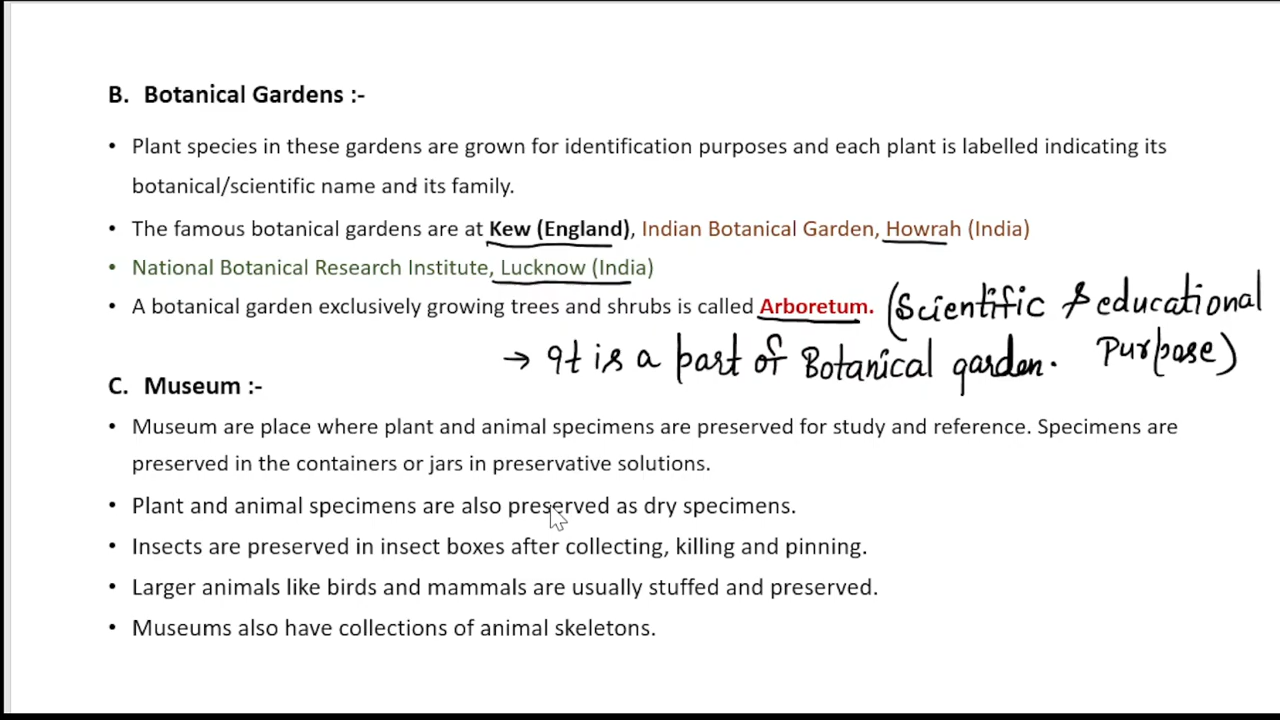 B. Botanical Gardens :-
• Plant species in these gardens are grown for identification purposes and each plant is labelled indicating its
botanical/scientific name and its family.
• The famous botanical gardens are at Kew (England), Indian Botanical Garden, Howrah (India)
• National Botanical Research Institute, Lucknow (India)
• A botanical garden exclusively growing trees and shrubs is called Arboretum. (Scientific & educational
Purpose)
→ It is a part of Botanical garden.
C. Museum :-
• Museum are place where plant and animal specimens are preserved for study and reference. Specimens are
preserved in the containers or jars in preservative solutions.
• Plant and animal specimens are also preserved as dry specimens.
• Insects are preserved in insect boxes after collecting, killing and pinning.
• Larger animals like birds and mammals are usually stuffed and preserved.
• Museums also have collections of animal skeletons.